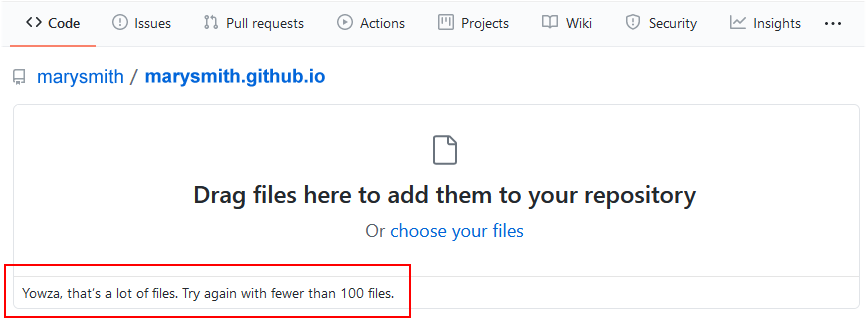 Code Issues Pull requests Actions Projects Wiki Security Insights ...
marysmith / marysmith.github.io
Drag files here to add them to your repository
Or choose your files
Yowza, that's a lot of files. Try again with fewer than 100 files.